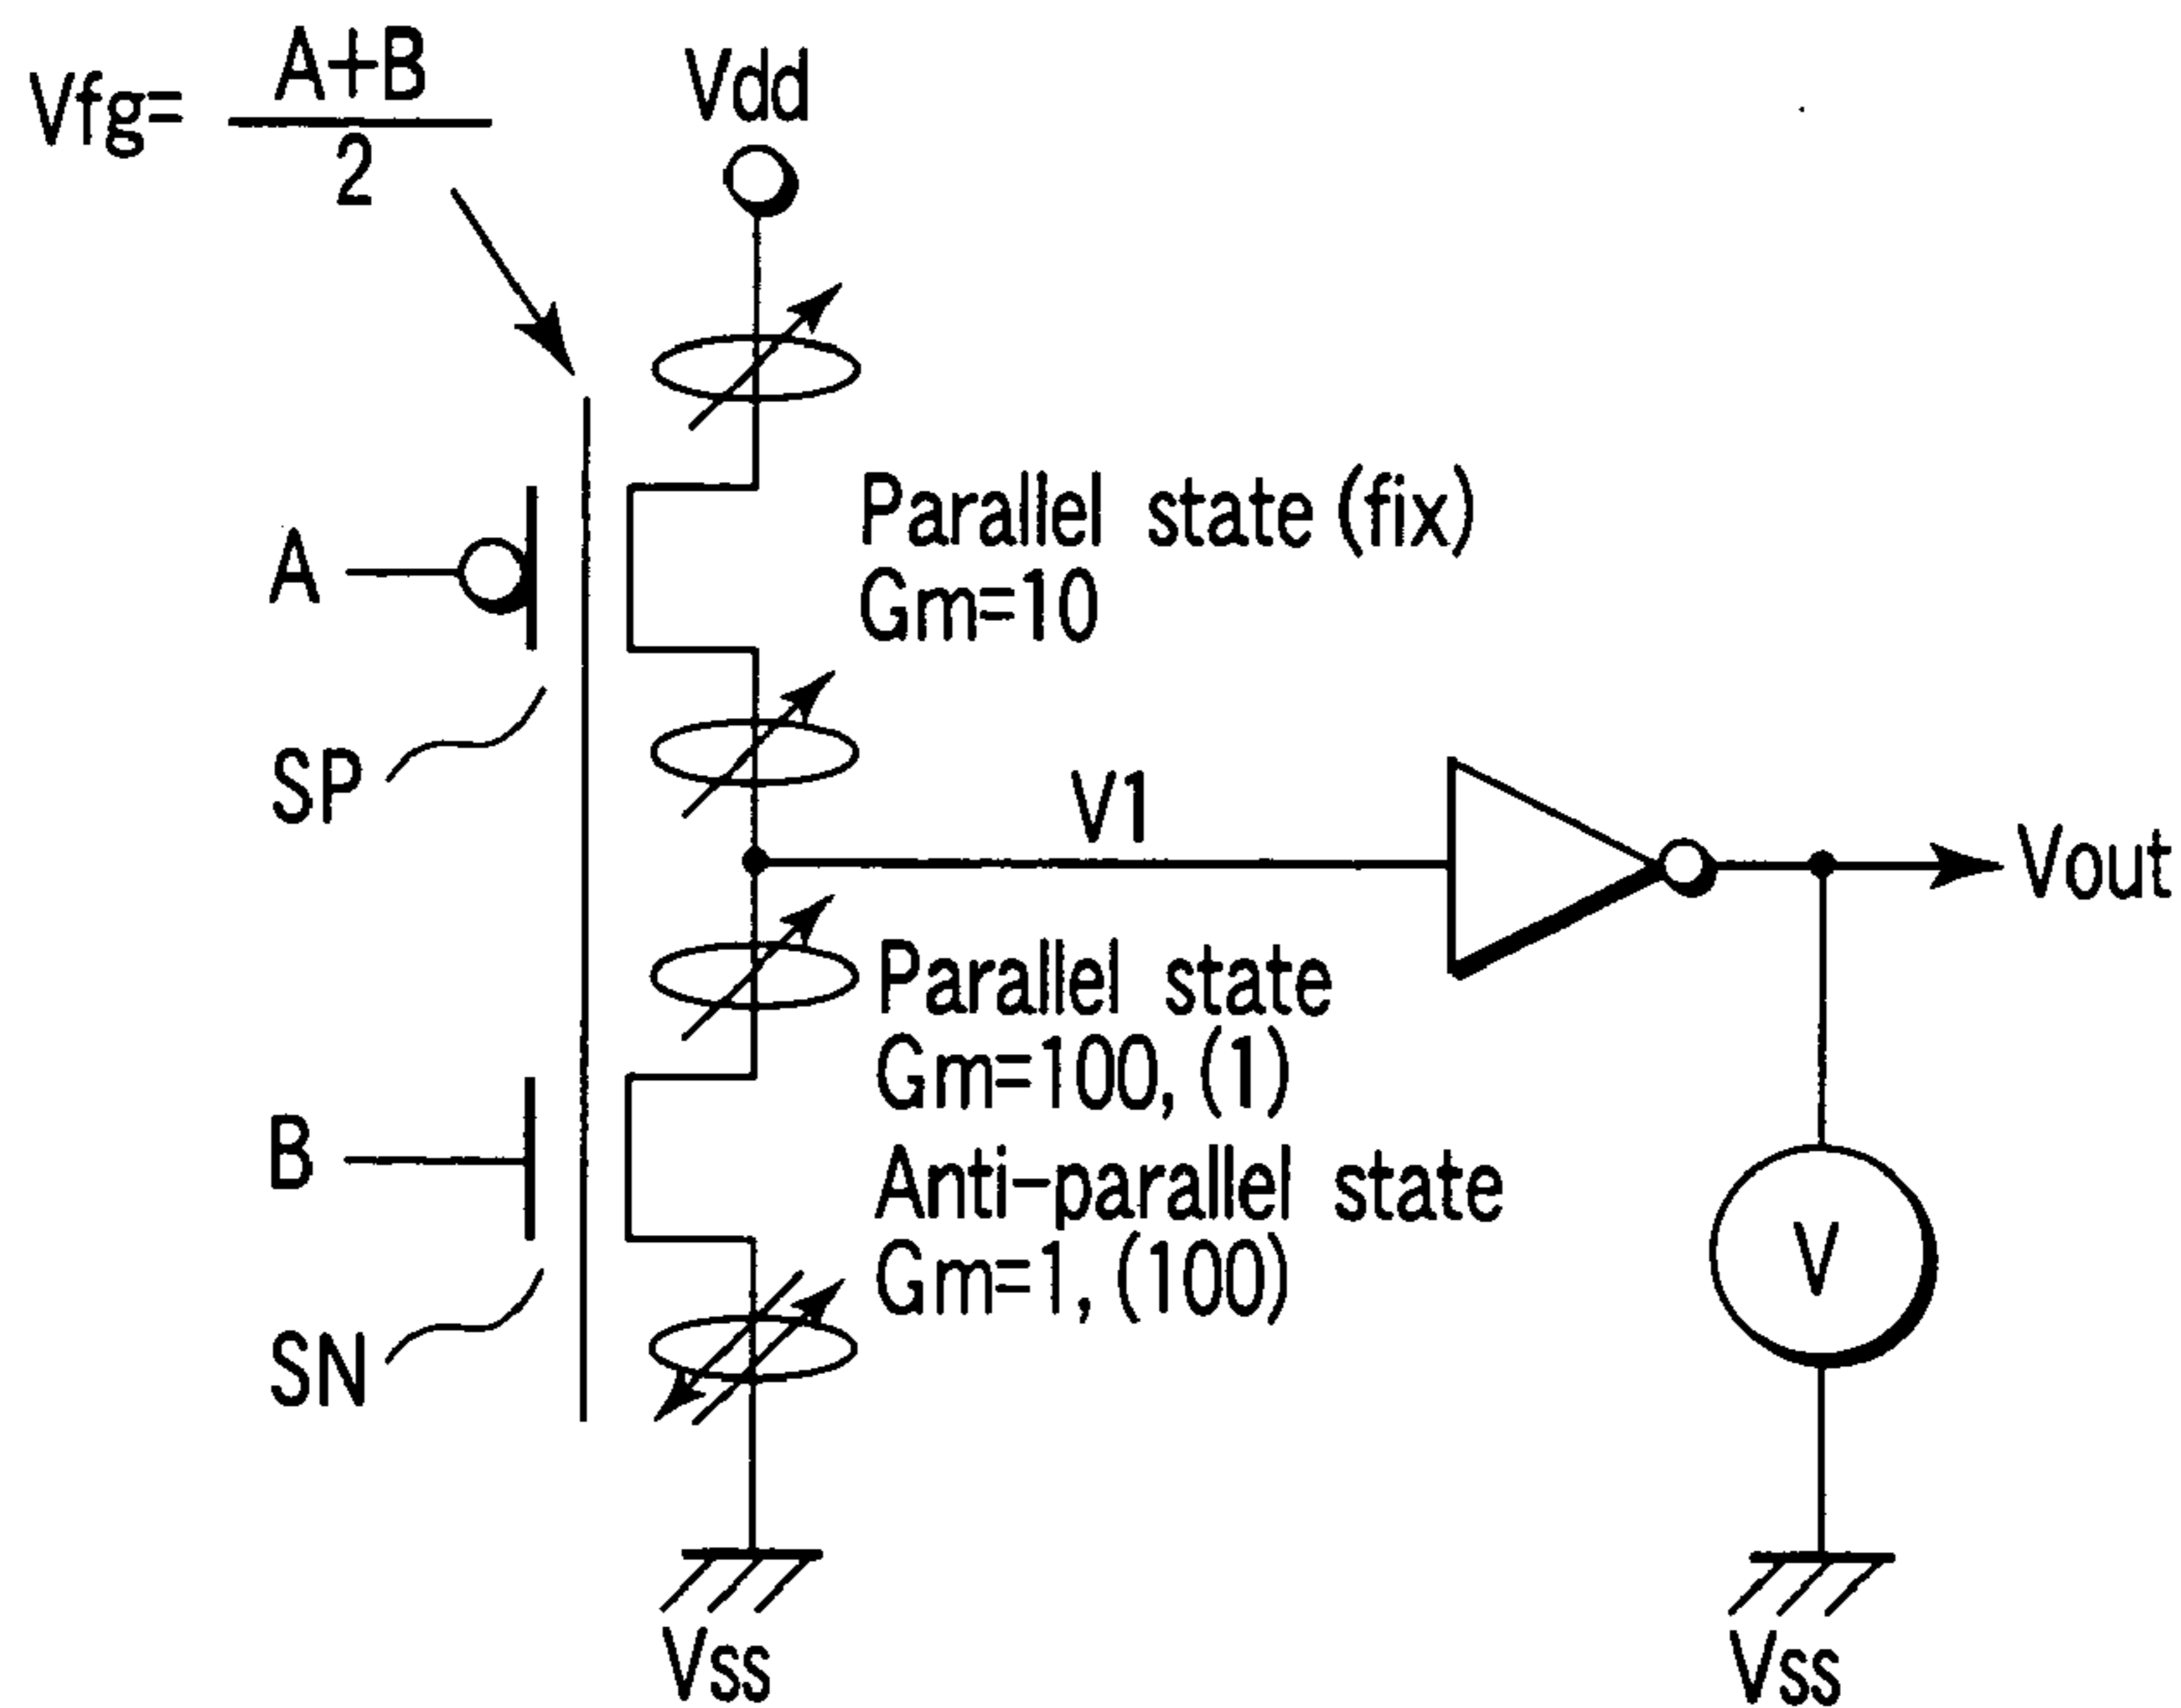 Vfg= A+B
2
Vdd
Parallel state (fix)
Gm=10
A
SP
V1
Vout
Parallel state
Gm=100, (1)
Anti-parallel state
Gm=1, (100)
B
SN
V
Vss
Vss